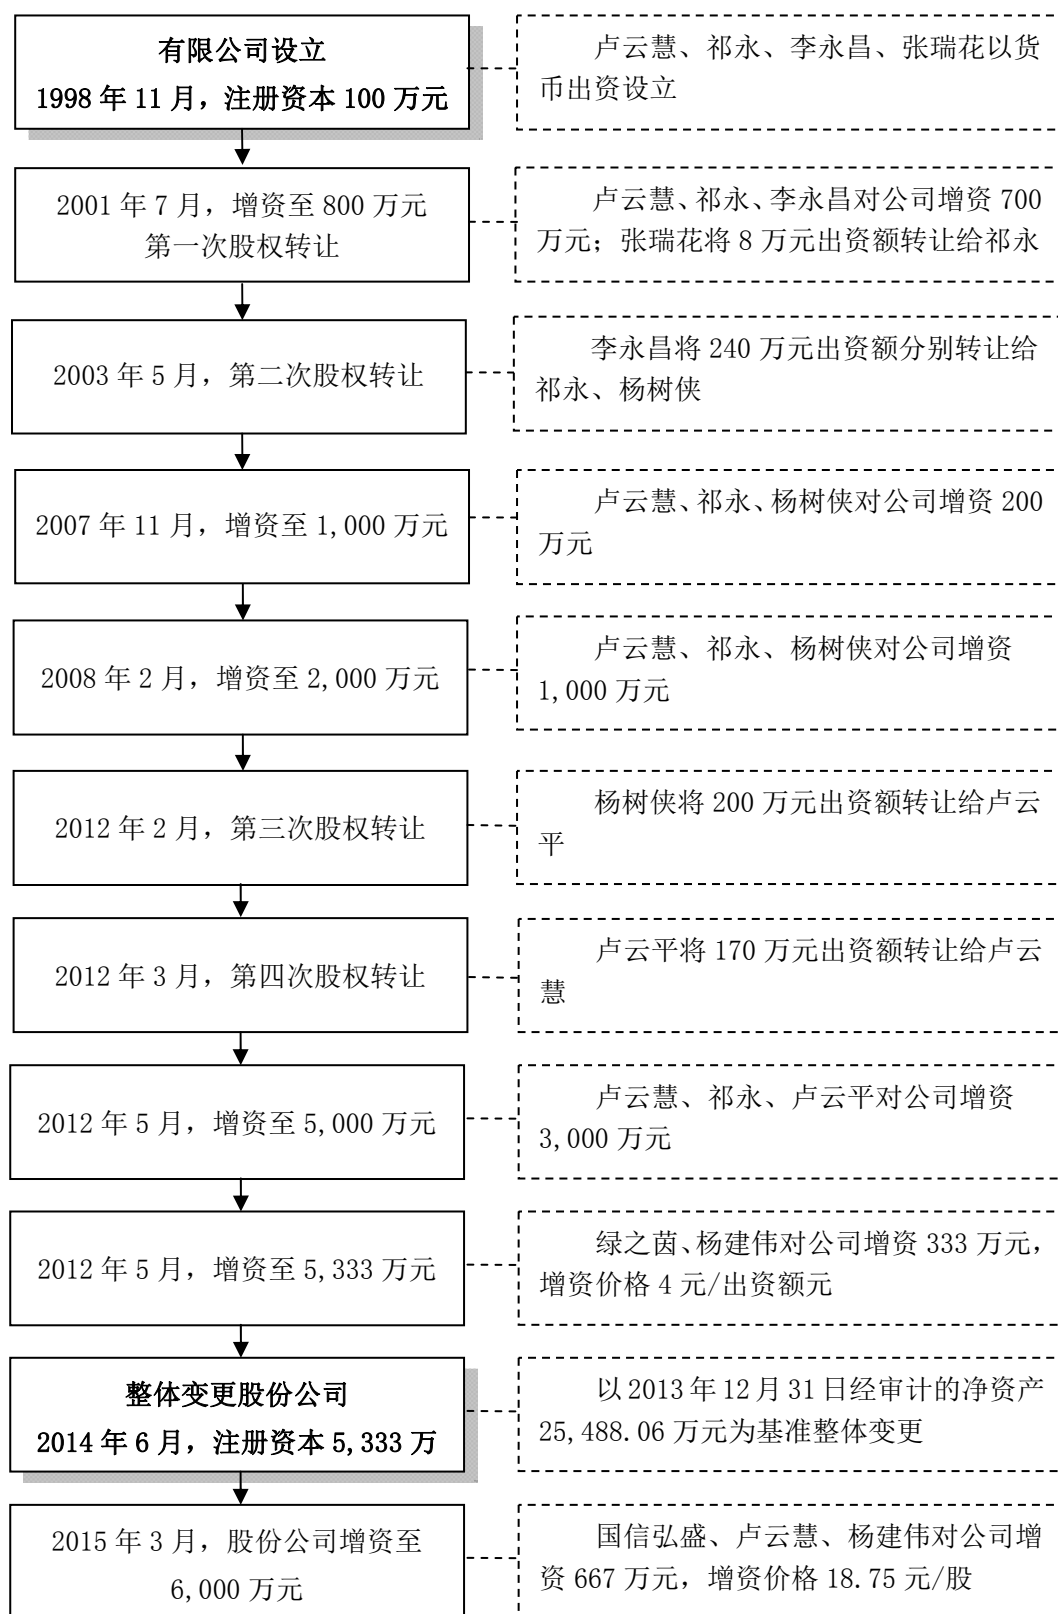 有限公司设立
1998 年 11 月，注册资本 100 万元
卢云慧、祁永、李永昌、张瑞花以货
币出资设立
2001 年 7 月，增资至 800 万元
第一次股权转让
卢云慧、祁永、李永昌对公司增资 700
万元；张瑞花将 8 万元出资额转让给祁永
2003 年 5 月，第二次股权转让
李永昌将 240 万元出资额分别转让给
祁永、杨树侠
2007 年 11 月，增资至 1,000 万元
卢云慧、祁永、杨树侠对公司增资 200
万元
2008 年 2 月，增资至 2,000 万元
卢云慧、祁永、杨树侠对公司增资
1,000 万元
2012 年 2 月，第三次股权转让
杨树侠将 200 万元出资额转让给卢云
平
2012 年 3 月，第四次股权转让
卢云平将 170 万元出资额转让给卢云
慧
2012 年 5 月，增资至 5,000 万元
卢云慧、祁永、卢云平对公司增资
3,000 万元
2012 年 5 月，增资至 5,333 万元
绿之茵、杨建伟对公司增资 333 万元，
增资价格 4 元/出资额元
整体变更股份公司
2014 年 6 月，注册资本 5,333 万
以 2013 年 12 月 31 日经审计的净资产
25,488.06 万元为基准整体变更
2015 年 3 月，股份公司增资至
6,000 万元
国信弘盛、卢云慧、杨建伟对公司增
资 667 万元，增资价格 18.75 元/股